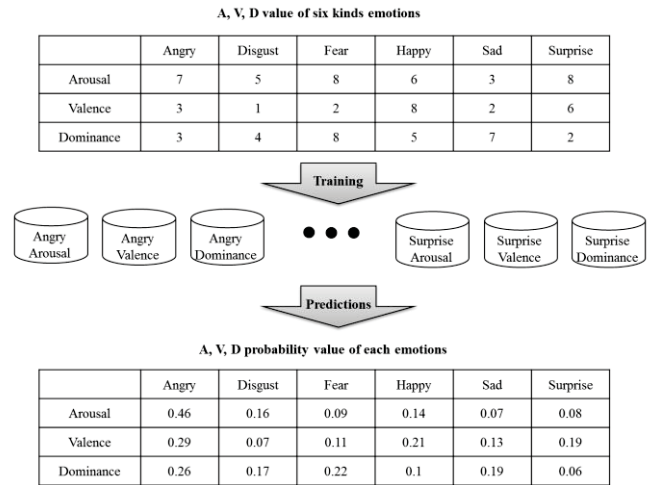 A, V, D value of six kinds emotions
Angry Disgust Fear Happy Sad Surprise
Arousal 7 5 8 6 3 8
Valence 3 1 2 8 2 6
Dominance 3 4 8 5 7 2
Training
Angry Arousal
Angry Valence
Angry Dominance
Surprise Arousal
Surprise Valence
Surprise Dominance
Predictions
A, V, D probability value of each emotions
Angry Disgust Fear Happy Sad Surprise
Arousal 0.46 0.16 0.09 0.14 0.07 0.08
Valence 0.29 0.07 0.11 0.21 0.13 0.19
Dominance 0.26 0.17 0.22 0.1 0.19 0.06